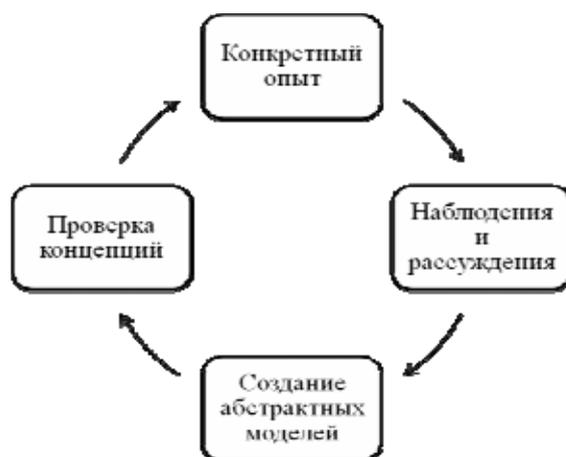 Конкретный
опыт
Наблюдения
и
рассуждения
Создание
абстрактных
моделей
Проверка
концепций